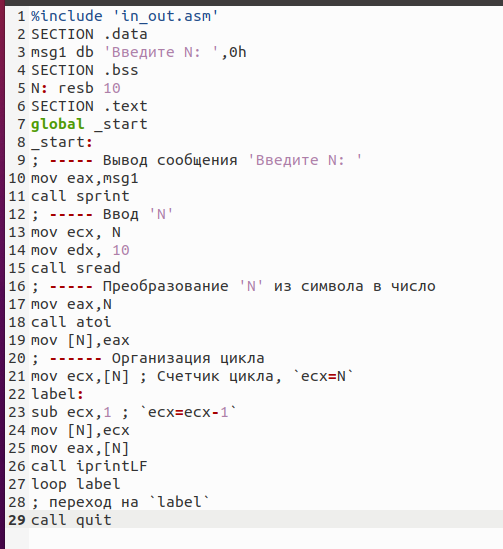 1 %include 'in_out.asm'
2 SECTION .data
3 msg1 db 'Введите N: ',0h
4 SECTION .bss
5 N: resb 10
6 SECTION .text
7 global _start
8 _start:
9 ; ----- Вывод сообщения 'Введите N: '
10 mov eax,msg1
11 call sprint
12 ; ----- Ввод 'N'
13 mov ecx, N
14 mov edx, 10
15 call sread
16 ; ----- Преобразование 'N' из символа в число
17 mov eax,N
18 call atoi
19 mov [N],eax
20 ; ------ Организация цикла
21 mov ecx,[N] ; Счетчик цикла, `ecx=N`
22 label:
23 sub ecx,1 ; `ecx=ecx-1`
24 mov [N],ecx
25 mov eax,[N]
26 call iprintLF
27 loop label
28 ; переход на `label`
29 call quit